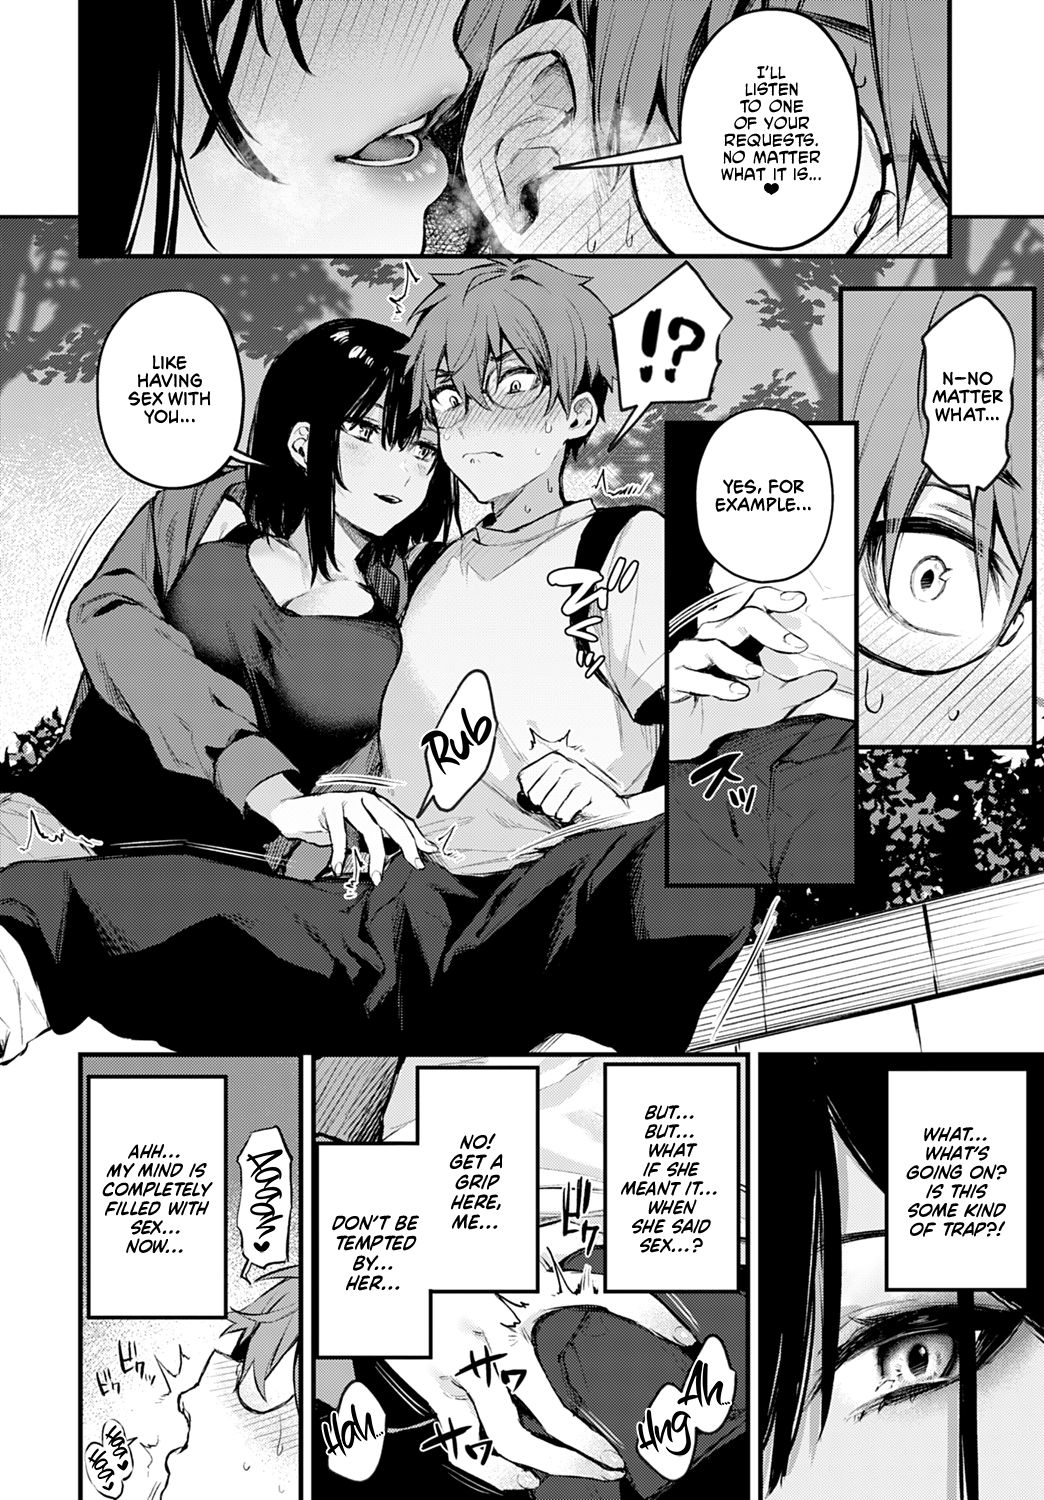 I'LL
LISTEN
TO ONE
OF YOUR
REQUESTS.
NO MATTER
WHAT IT IS...
♥
N-NO
MATTER
WHAT...
!?
YES, FOR
EXAMPLE...
LIKE
HAVING
SEX WITH
YOU...
Rub
WHAT...
WHAT'S
GOING ON?
IS THIS
SOME KIND
OF TRAP?!
BUT...
BUT...
WHAT
IF SHE
MEANT IT...
WHEN
SHE SAID
SEX...?
NO!
GET A
GRIP
HERE,
ME...
DON'T BE
TEMPTED
BY...
HER...
Ah...
Hng
Hah...
AHH...
MY MIND IS
COMPLETELY
FILLED WITH
SEX...
NOW...